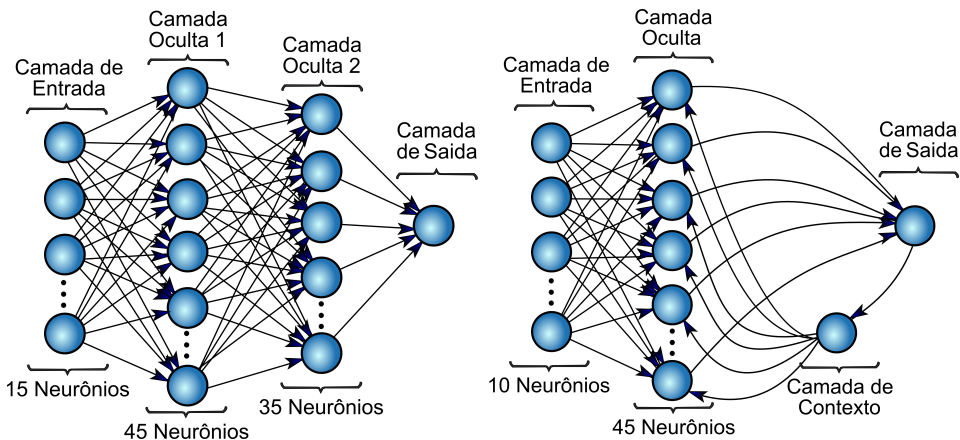 Camada
Oculta 1
Camada de
Entrada
Camada
Oculta 2
Camada
de Saida
15 Neurônios
45 Neurônios
35 Neurônios
Camada
Oculta
Camada de
Entrada
Camada
de Saida
10 Neurônios
45 Neurônios
Camada de
Contexto